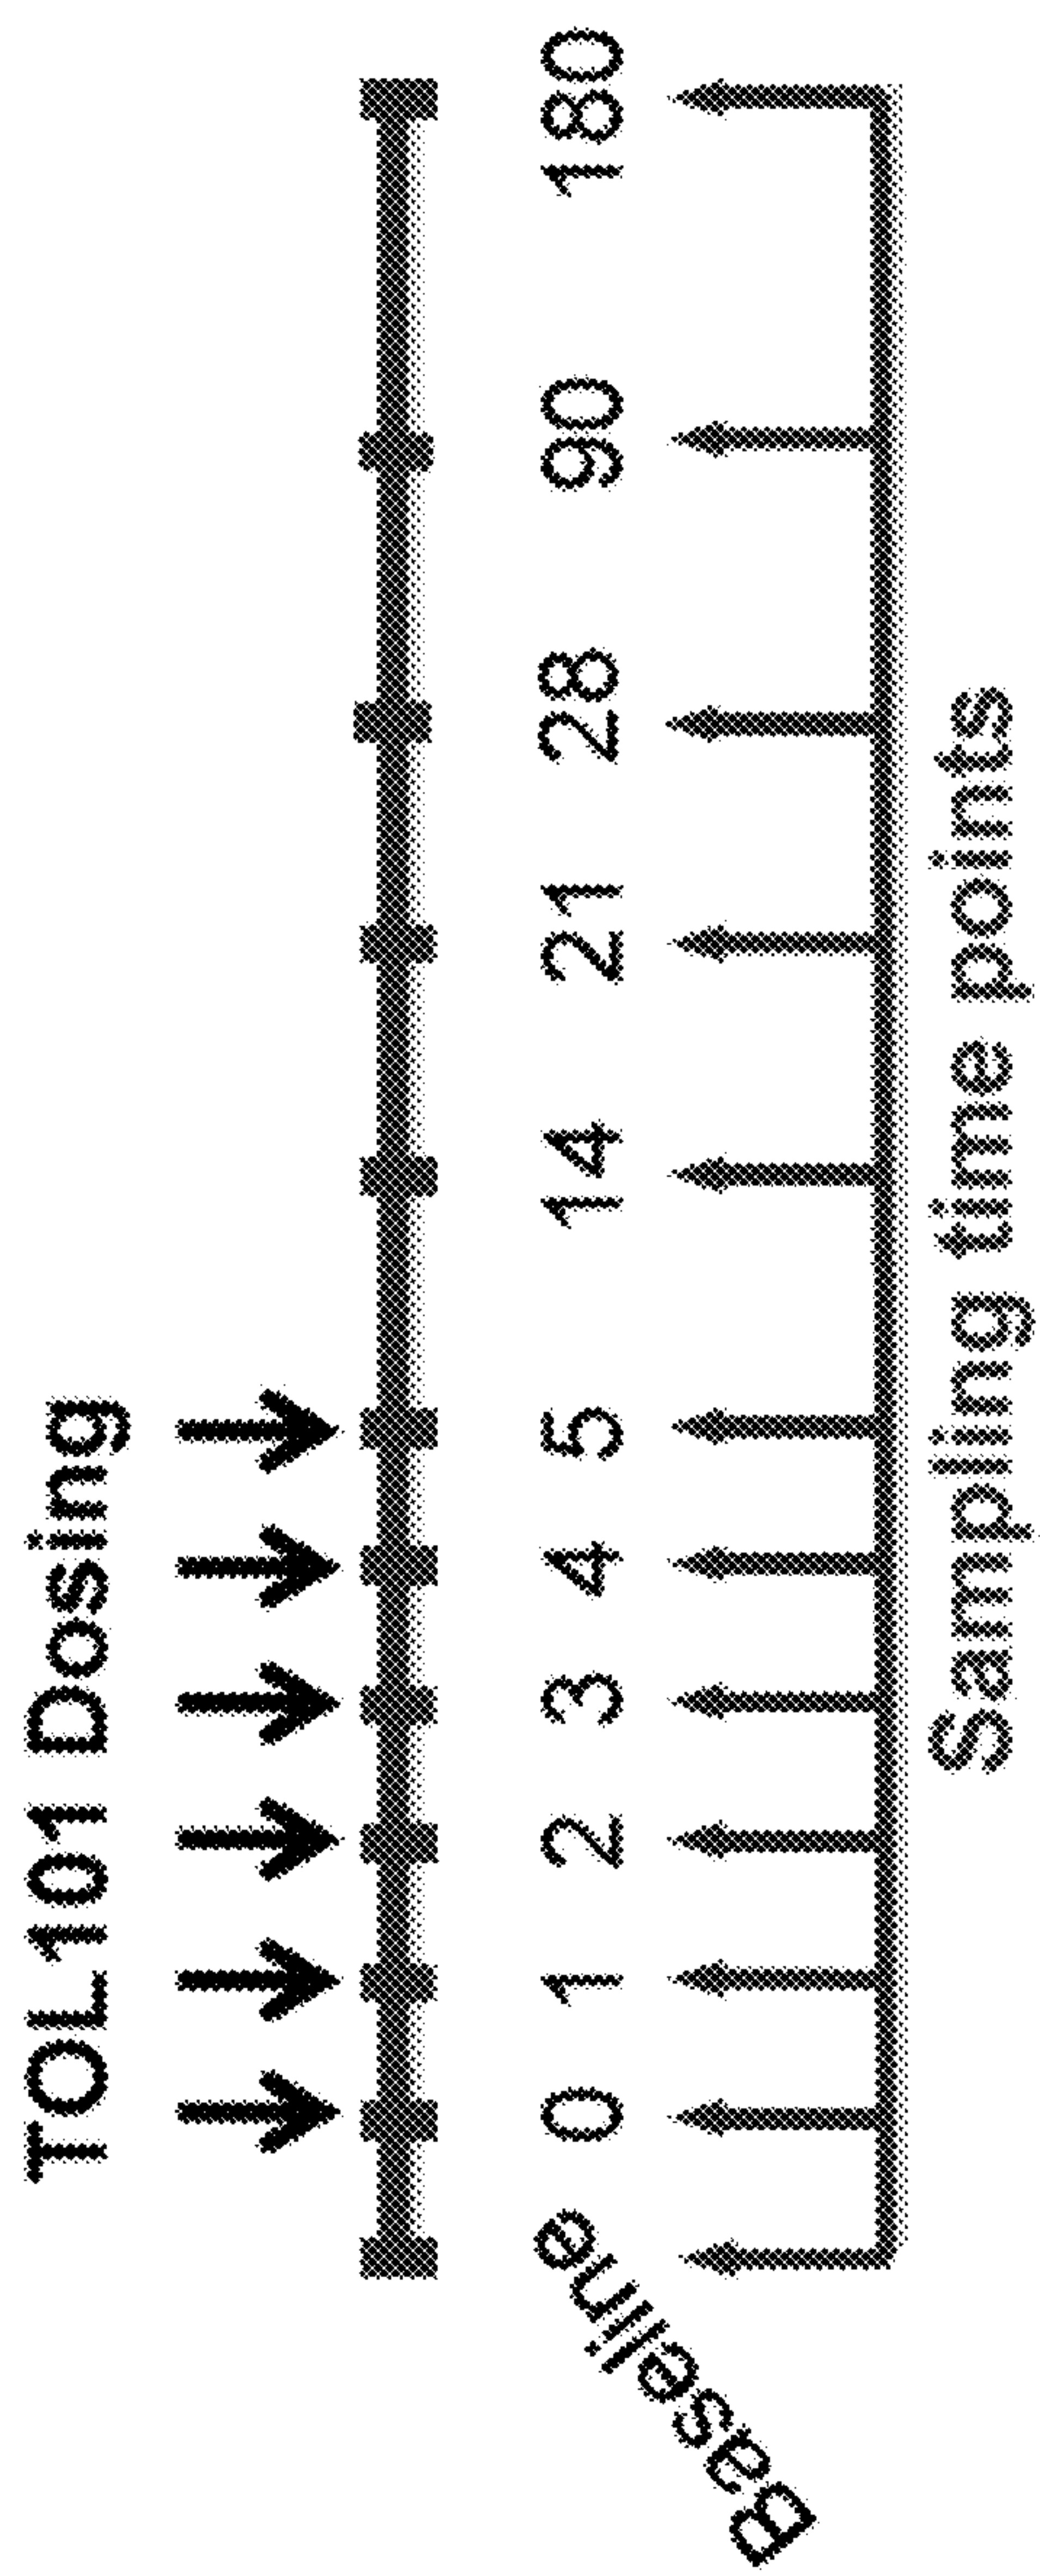 TOL101 Dosing
Baseline 0 1 2 3 4 5 14 21 28 90 180
Sampling time points